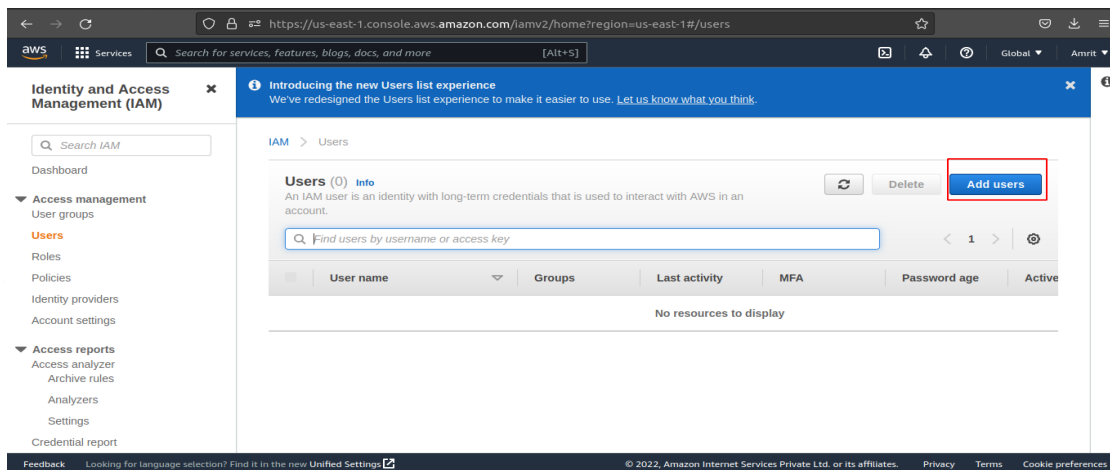 https://us-east-1.console.aws.amazon.com/iamv2/home?region=us-east-1#/users
aws Services Search for services, features, blogs, docs, and more [Alt+S] Global Amrit
Identity and Access
Management (IAM)
Search IAM
Dashboard
Access management
User groups
Users
Roles
Policies
Identity providers
Account settings
Access reports
Access analyzer
Archive rules
Analyzers
Settings
Credential report
Introducing the new Users list experience
We've redesigned the Users list experience to make it easier to use. Let us know what you think.
IAM > Users
Users (0) Info
An IAM user is an identity with long-term credentials that is used to interact with AWS in an
account.
Delete Add users
Find users by username or access key
1
User name Groups Last activity MFA Password age Active
No resources to display
Feedback Looking for language selection? Find it in the new Unified Settings © 2022, Amazon Internet Services Private Ltd. or its affiliates. Privacy Terms Cookie preferences